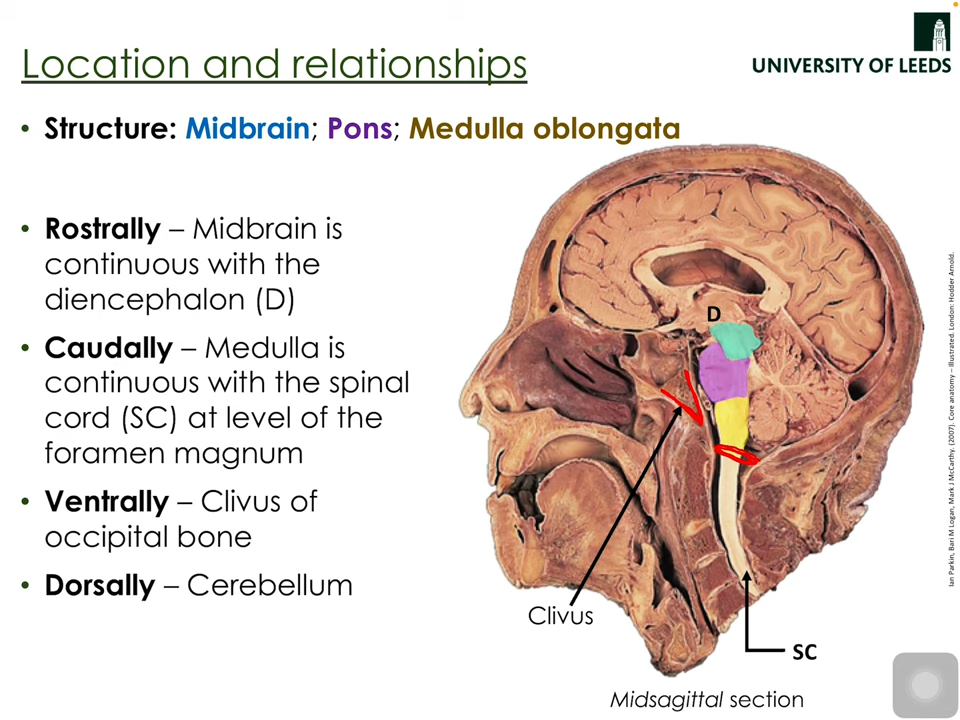 Location and relationships
UNIVERSITY OF LEEDS
• Structure: Midbrain; Pons; Medulla oblongata
• Rostrally – Midbrain is
continuous with the
diencephalon (D)
• Caudally – Medulla is
continuous with the spinal
cord (SC) at level of the
foramen magnum
• Ventrally – Clivus of
occipital bone
• Dorsally – Cerebellum
D
Clivus
SC
Midsagittal section
Ian Parkin, Bari M Logan, Mark J McCarthy. (2007). Core anatomy – Illustrated. London: Hodder Arnold.